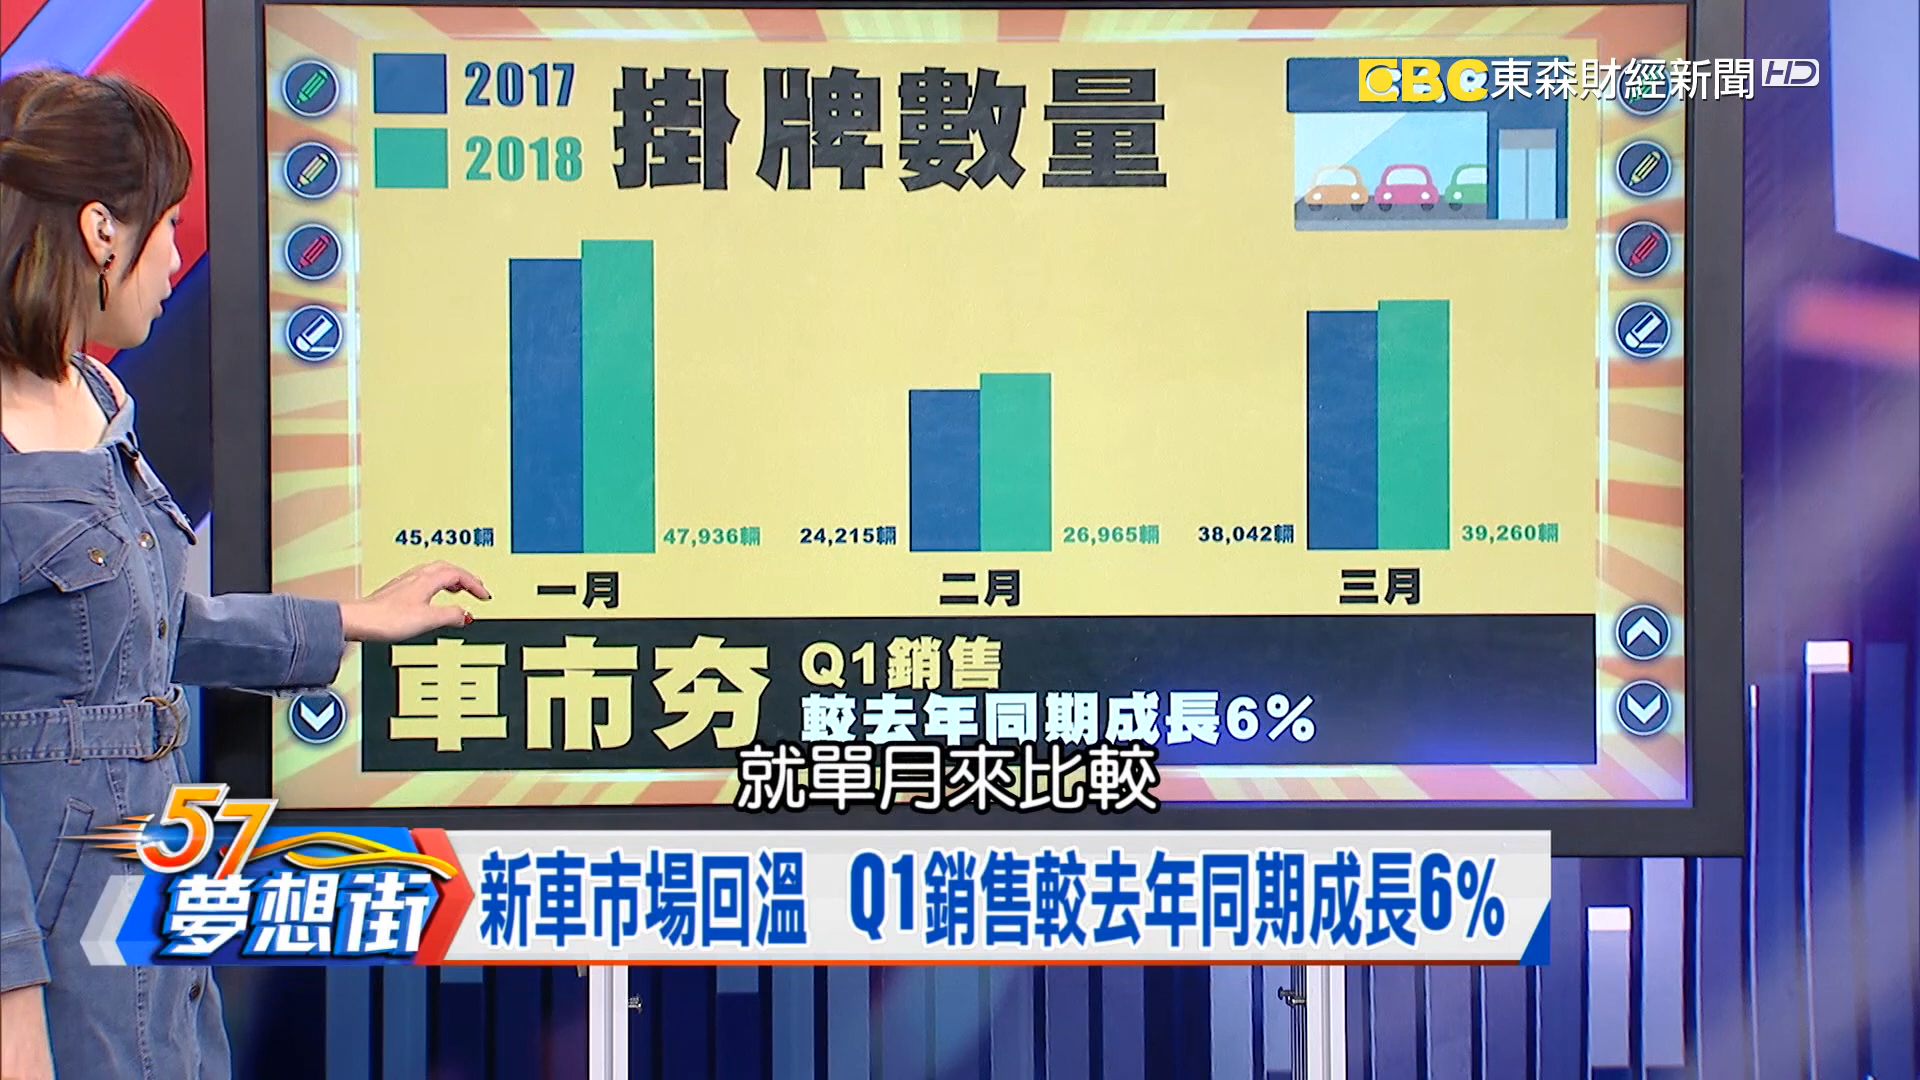 EBC東森財經新聞HD
2017
2018
掛牌數量
45,430輛
47,936輛
24,215輛
26,965輛
38,042輛
39,260輛
一月
二月
三月
車市夯
Q1銷售
較去年同期成長6%
就單月來比較
57
夢想街
新車市場回溫 Q1銷售較去年同期成長6%